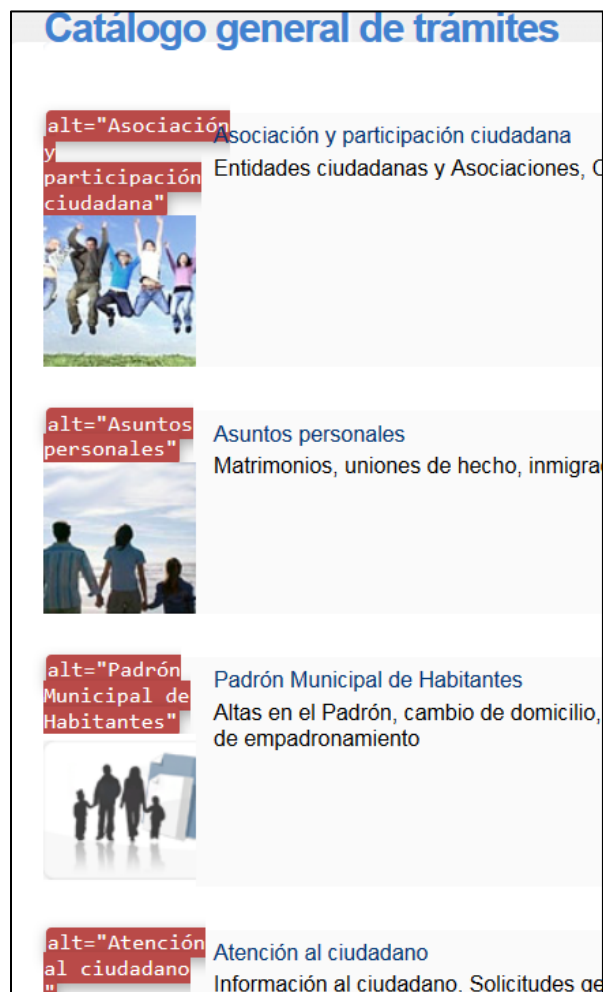 Catálogo general de trámites
alt="Asociación
y
participación
ciudadana"
Asociación y participación ciudadana
Entidades ciudadanas y Asociaciones,
alt="Asuntos
personales"
Asuntos personales
Matrimonios, uniones de hecho,
alt="Padrón
Municipal de
Habitantes"
Padrón Municipal de Habitantes
Altas en el Padrón, cambio de domicilio,
de empadronamiento
alt="Atención
al ciudadano
"
Atención al ciudadano
Información al ciudadano, Solicitudes